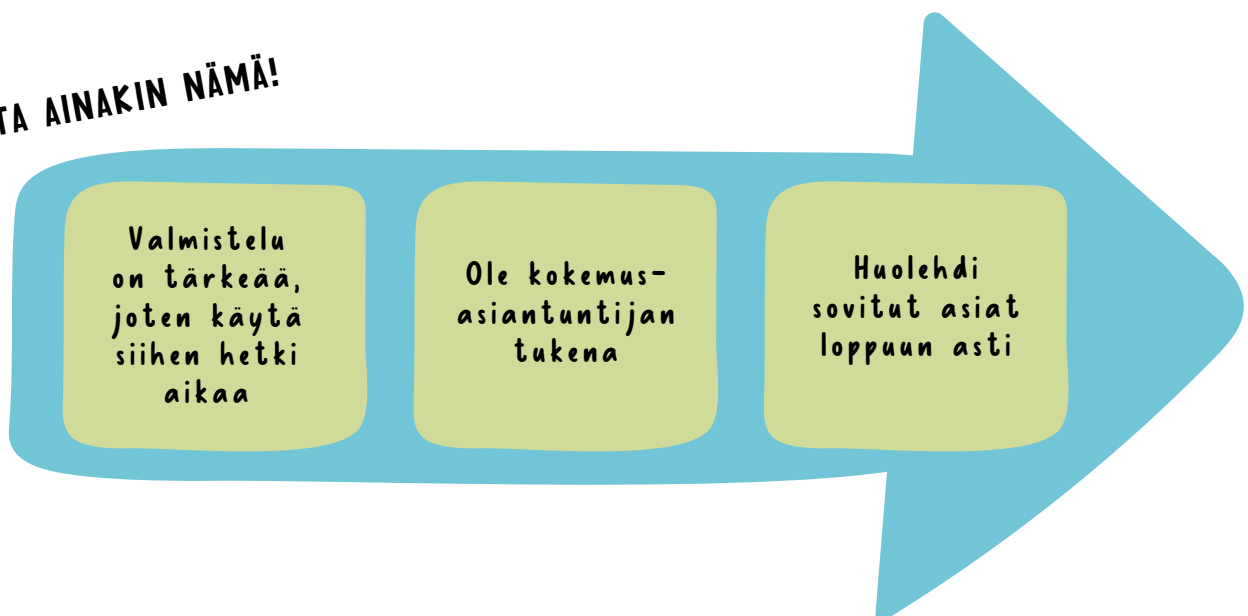 AINAKIN NÄMÄ!
Valmistelu
on tärkeää,
joten käytä
siihen hetki
aikaa
Ole kokemus-
asiantuntijan
tukena
Huolehdi
sovitut asiat
loppuun asti